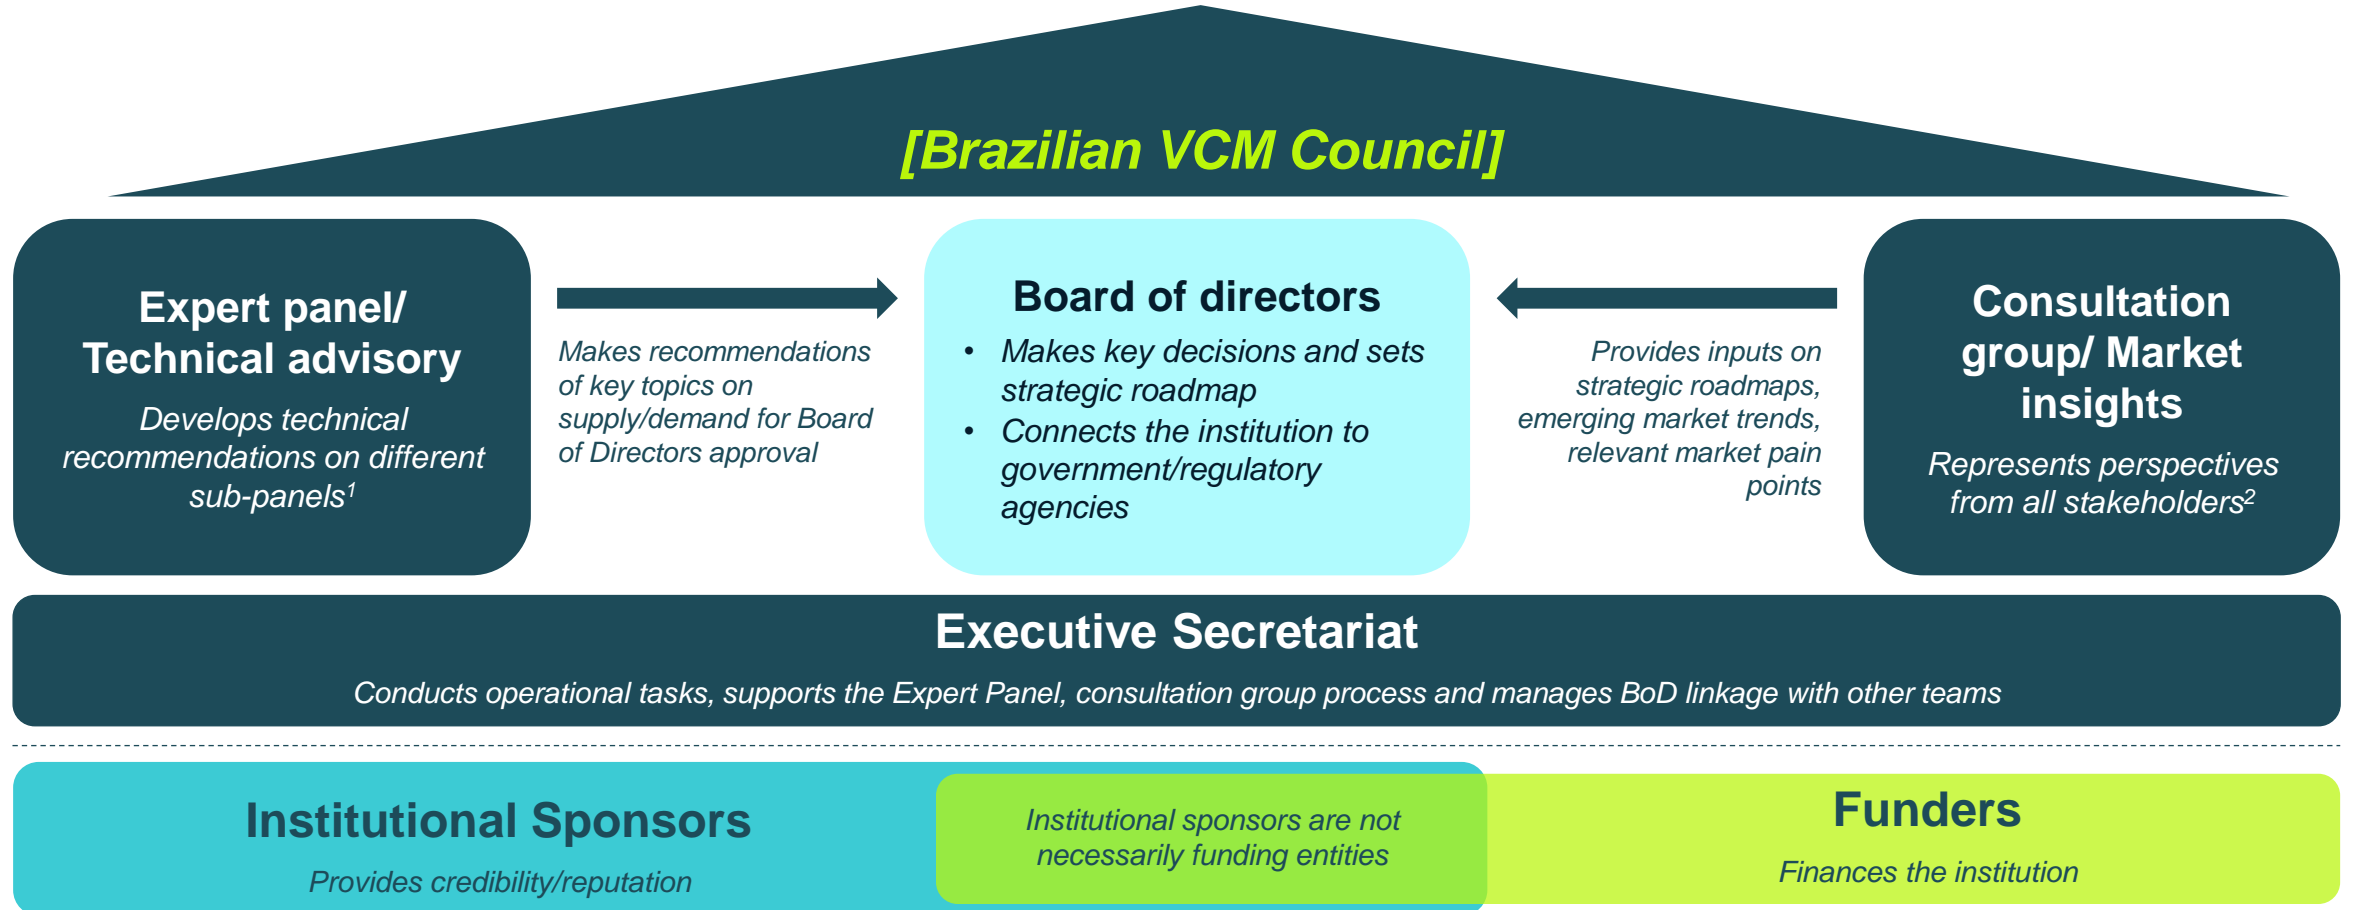 [Brazilian VCM Council]
Expert panel/
Technical advisory
Develops technical
recommendations on different
sub-panels1
Makes recommendations
of key topics on
supply/demand for Board
of Directors approval
Board of directors
• Makes key decisions and sets
strategic roadmap
• Connects the institution to
government/regulatory
agencies
Provides inputs on
strategic roadmaps,
emerging market trends,
relevant market pain
points
Consultation
group/ Market
insights
Represents perspectives
from all stakeholders2
Executive Secretariat
Conducts operational tasks, supports the Expert Panel, consultation group process and manages BoD linkage with other teams
Institutional Sponsors
Provides credibility/reputation
Institutional sponsors are not
necessarily funding entities
Funders
Finances the institution